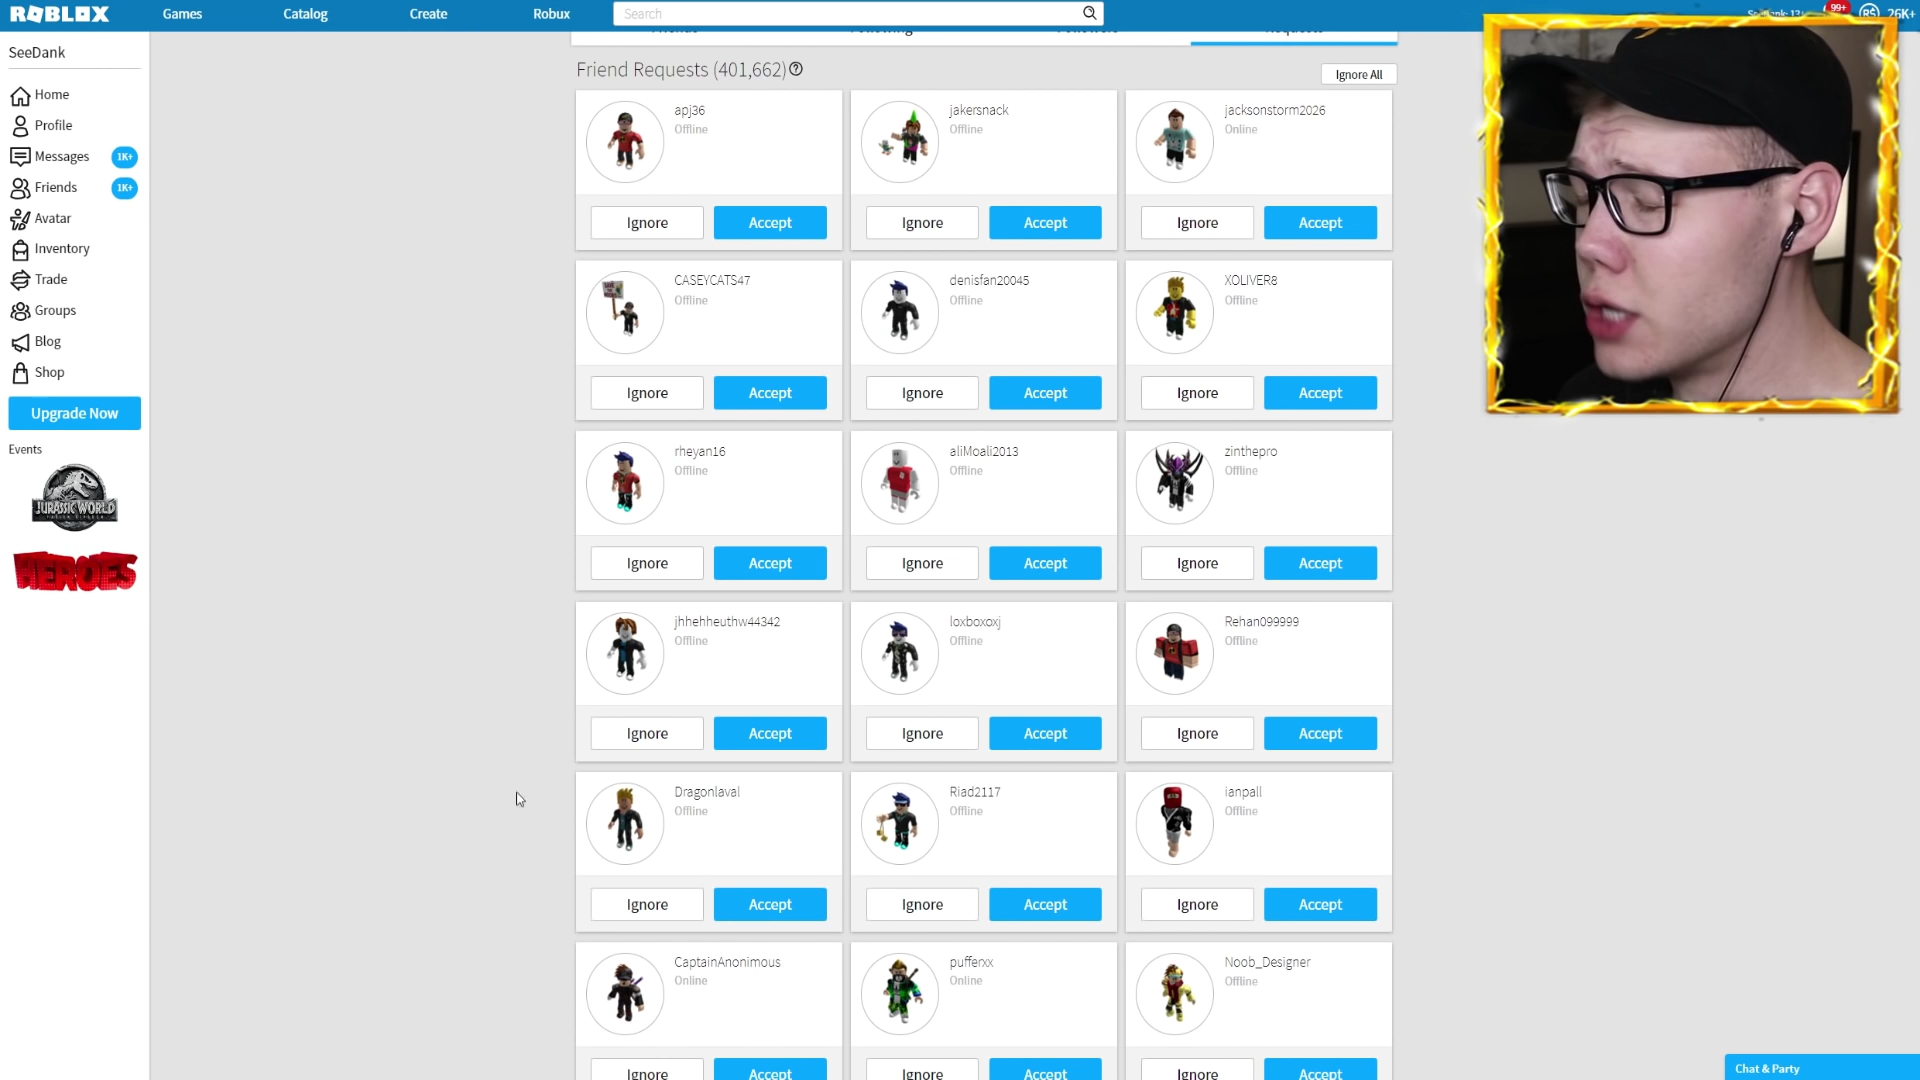 ROBLOX
Games
Catalog
Create
Robux
Search
99+
26K+
SeeDank
Home
Profile
Messages 1K+
Friends 1K+
Avatar
Inventory
Trade
Groups
Blog
Shop
Upgrade Now
Events
JURASSIC WORLD
HEROES
Friend Requests (401,662)
Ignore All
apj36
Offline
Ignore Accept
jakersnack
Offline
Ignore Accept
jacksonstorm2026
Online
Ignore Accept
CASEYCATS47
Offline
Ignore Accept
denisfan20045
Offline
Ignore Accept
XOLIVER8
Offline
Ignore Accept
rheyan16
Offline
Ignore Accept
aliMoali2013
Offline
Ignore Accept
zinthepro
Offline
Ignore Accept
jhhehheuthw44342
Offline
Ignore Accept
loxboxoxj
Offline
Ignore Accept
Rehan099999
Offline
Ignore Accept
Dragonlaval
Offline
Ignore Accept
Riad2117
Offline
Ignore Accept
ianpall
Offline
Ignore Accept
CaptainAnonimous
Online
Ignore Accept
pufferxx
Online
Ignore Accept
Noob_Designer
Offline
Ignore Accept
Chat & Party